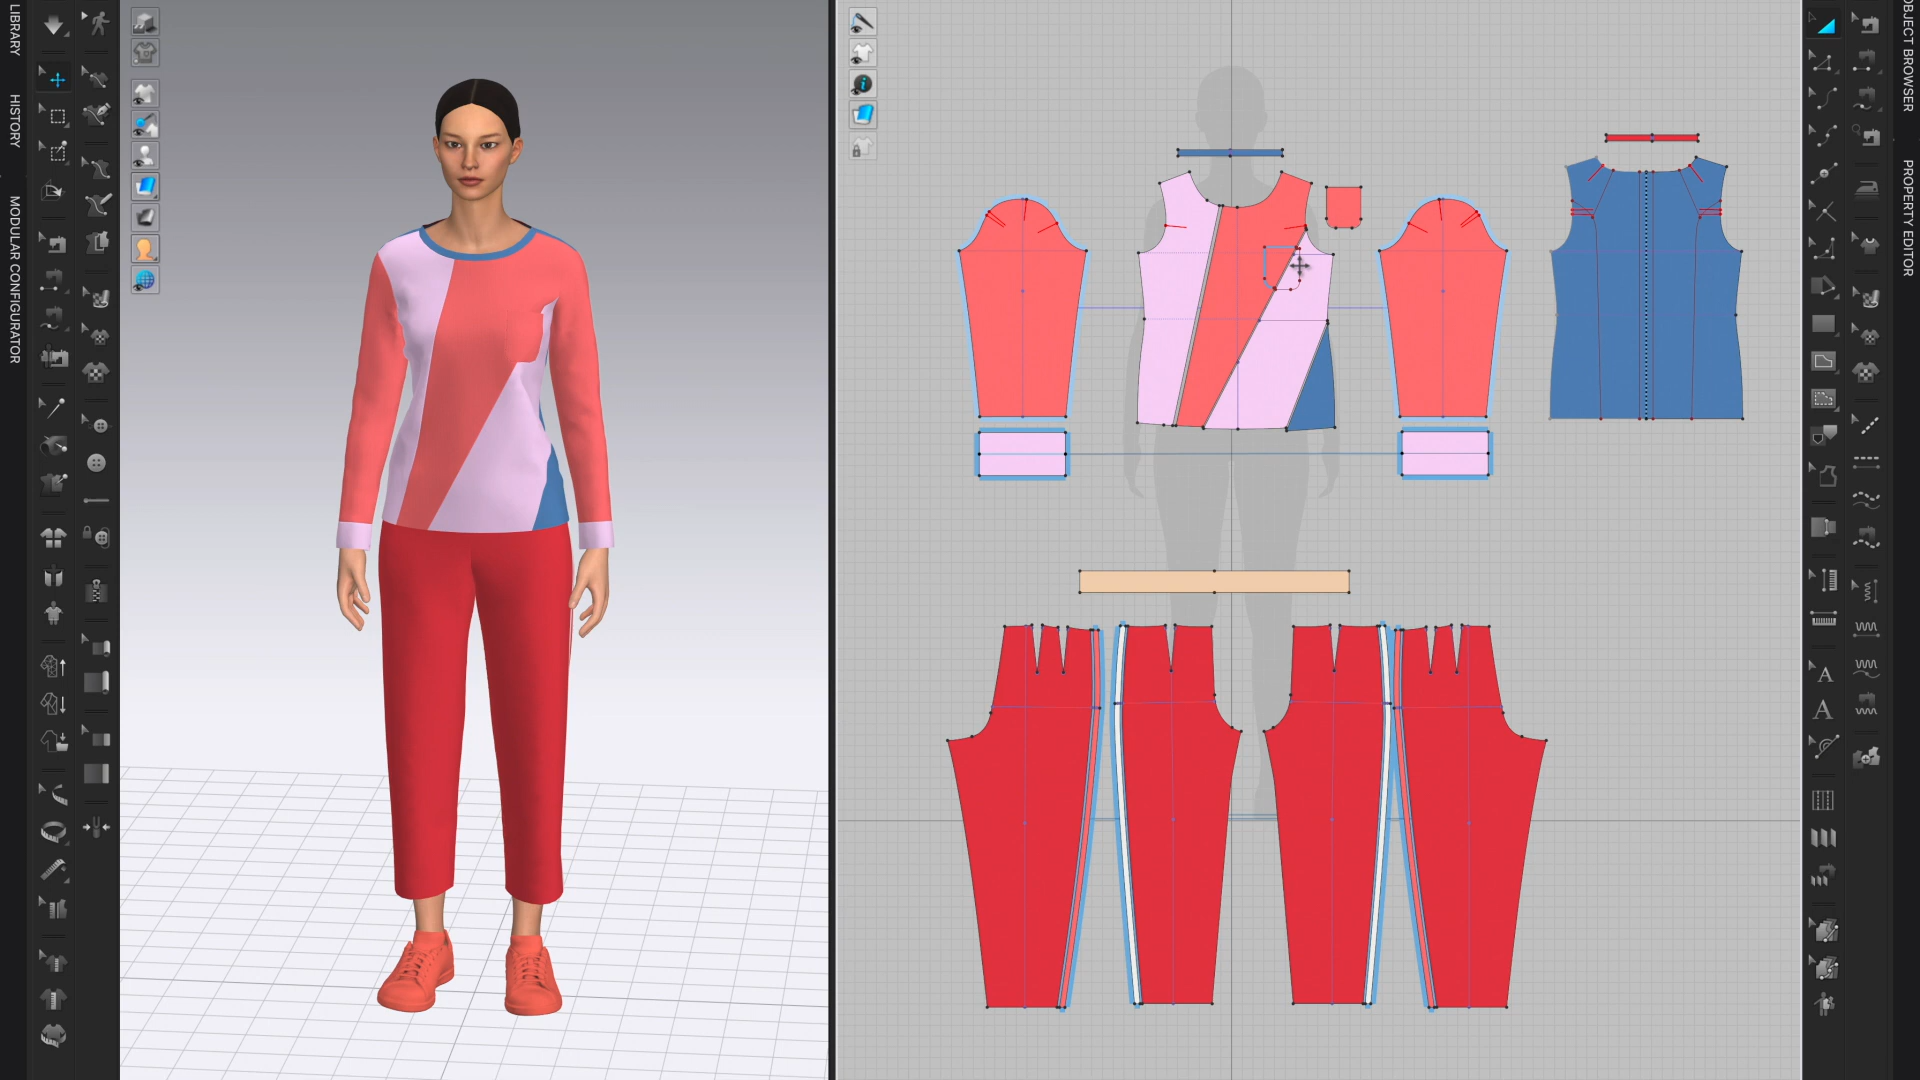 LIBRARY
HISTORY
MODULAR CONFIGURATOR
OBJECT BROWSER
PROPERTY EDITOR
A
A